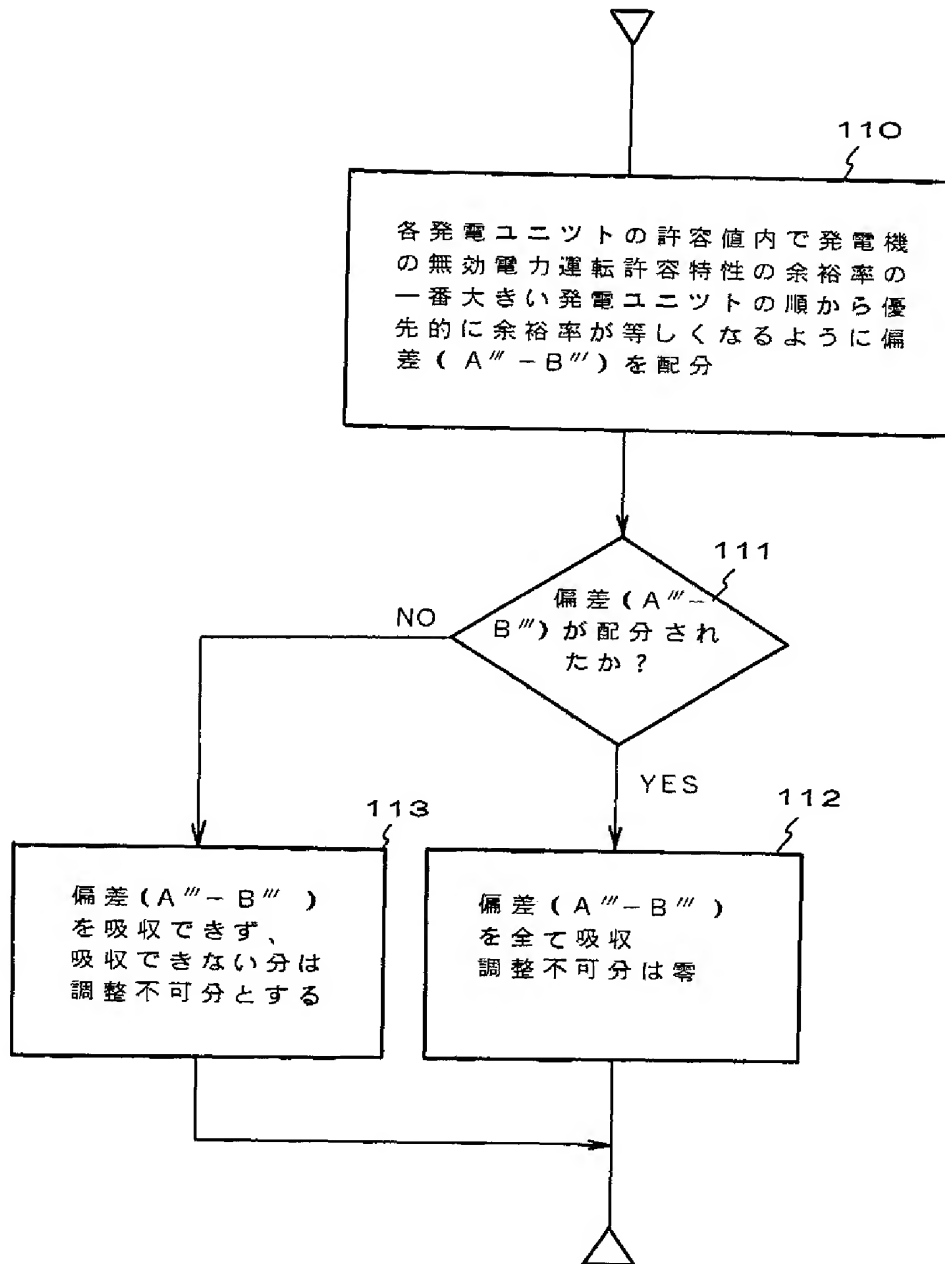 110
各発電ユニツトの許容値内で発電機
の無効電力運転許容特性の余裕率の
一番大きい発電ユニツトの順から優
先的に余裕率が等しくなるように偏
差(A‴−B‴)を配分
111
偏差(A‴−
B‴)が配分され
たか?
NO
YES
113
偏差(A‴−B‴)
を吸収できず、
吸収できない分は
調整不可分とする
112
偏差(A‴−B‴)
を全て吸収
調整不可分は零